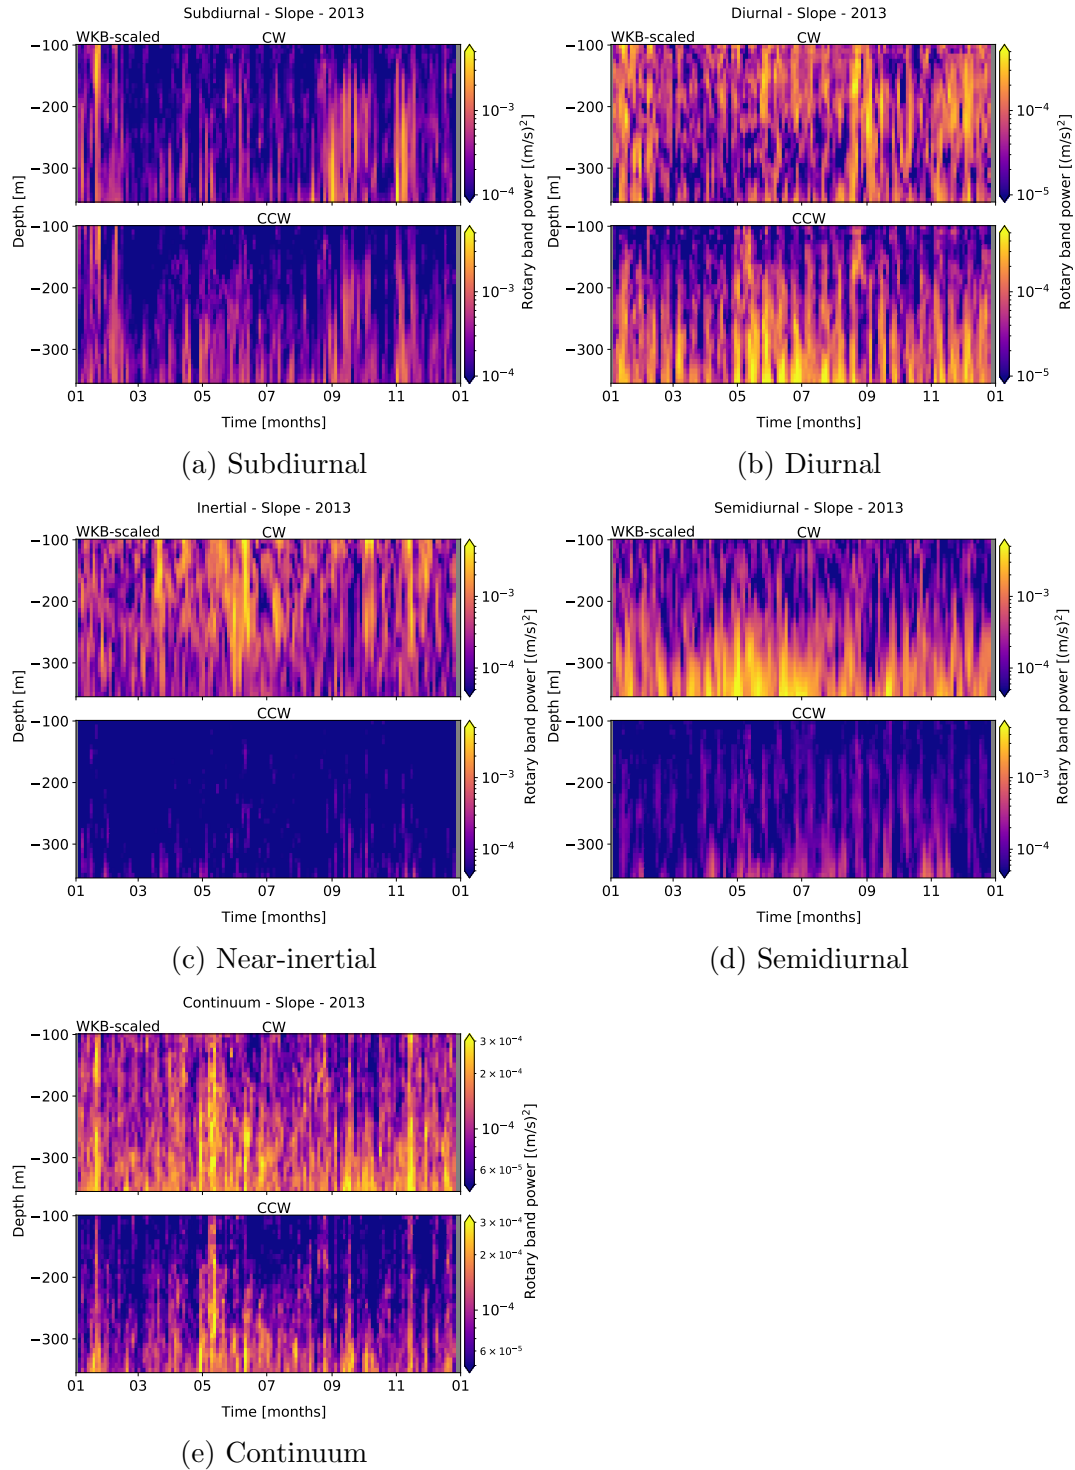 Subdiurnal - Slope - 2013
WKB-scaled
CW
−100
−200
−300
10⁻³
10⁻⁴
CCW
−100
−200
−300
10⁻³
10⁻⁴
Depth [m]
Rotary band power [(m/s)²]
01 03 05 07 09 11 01
Time [months]
(a) Subdiurnal
Diurnal - Slope - 2013
WKB-scaled
CW
−100
−200
−300
10⁻⁴
10⁻⁵
CCW
−100
−200
−300
10⁻⁴
10⁻⁵
Depth [m]
Rotary band power [(m/s)²]
01 03 05 07 09 11 01
Time [months]
(b) Diurnal
Inertial - Slope - 2013
WKB-scaled
CW
−100
−200
−300
10⁻³
10⁻⁴
CCW
−100
−200
−300
10⁻³
10⁻⁴
Depth [m]
Rotary band power [(m/s)²]
01 03 05 07 09 11 01
Time [months]
(c) Near-inertial
Semidiurnal - Slope - 2013
WKB-scaled
CW
−100
−200
−300
10⁻³
10⁻⁴
CCW
−100
−200
−300
10⁻³
10⁻⁴
Depth [m]
Rotary band power [(m/s)²]
01 03 05 07 09 11 01
Time [months]
(d) Semidiurnal
Continuum - Slope - 2013
WKB-scaled
CW
−100
−200
−300
3 × 10⁻⁴
2 × 10⁻⁴
10⁻⁴
6 × 10⁻⁵
CCW
−100
−200
−300
3 × 10⁻⁴
2 × 10⁻⁴
10⁻⁴
6 × 10⁻⁵
Depth [m]
Rotary band power [(m/s)²]
01 03 05 07 09 11 01
Time [months]
(e) Continuum